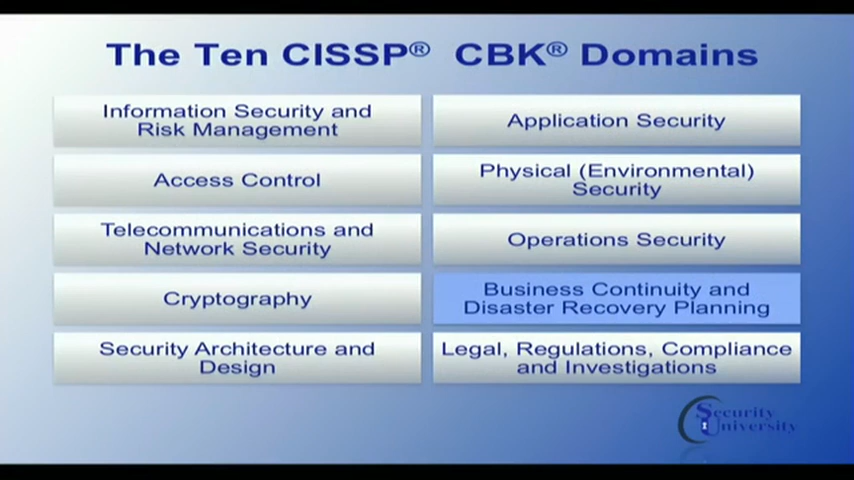 The Ten CISSP® CBK® Domains
Information Security and
Risk Management
Access Control
Telecommunications and
Network Security
Cryptography
Security Architecture and
Design
Application Security
Physical (Environmental)
Security
Operations Security
Business Continuity and
Disaster Recovery Planning
Legal, Regulations, Compliance
and Investigations
Security
University